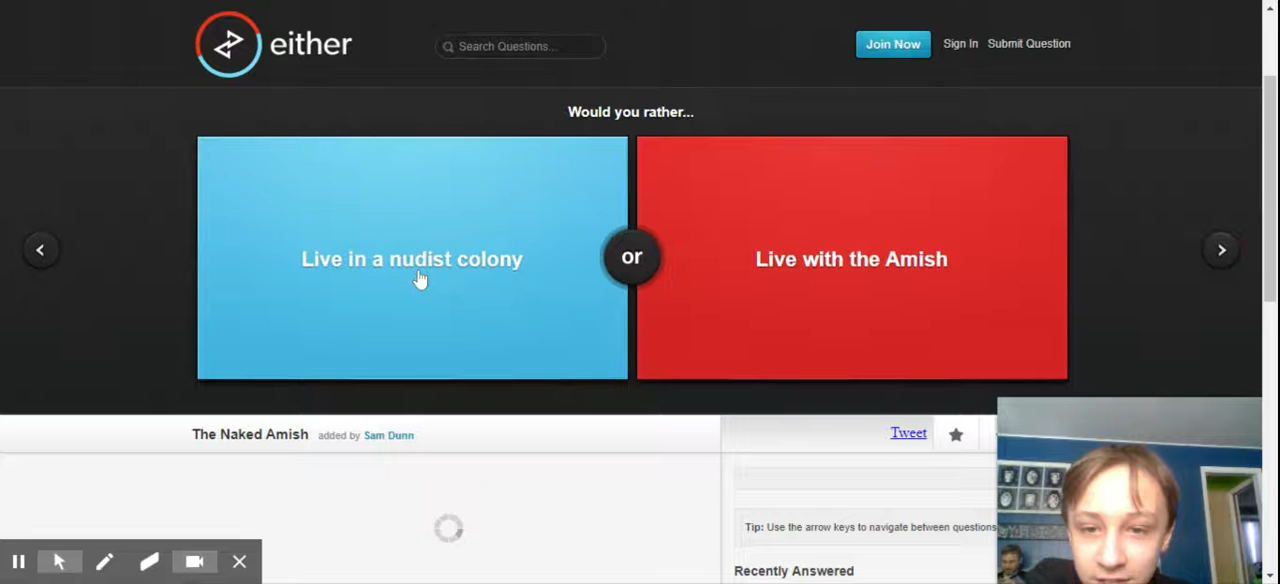 either
Search Questions...
Join Now
Sign In
Submit Question
Would you rather...
Live in a nudist colony
or
Live with the Amish
The Naked Amish added by Sam Dunn
Tweet
Tip: Use the arrow keys to navigate between questions
Recently Answered